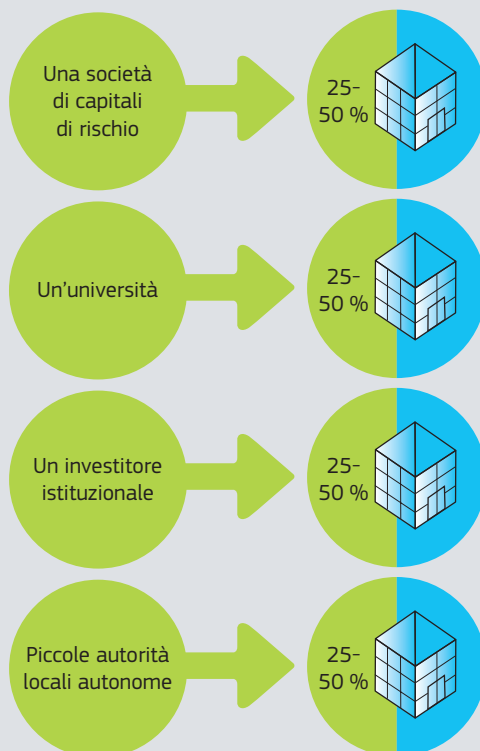 Una società
di capitali
di rischio
25-
50 %
Un'università
25-
50 %
Un investitore
istituzionale
25-
50 %
Piccole autorità
locali autonome
25-
50 %